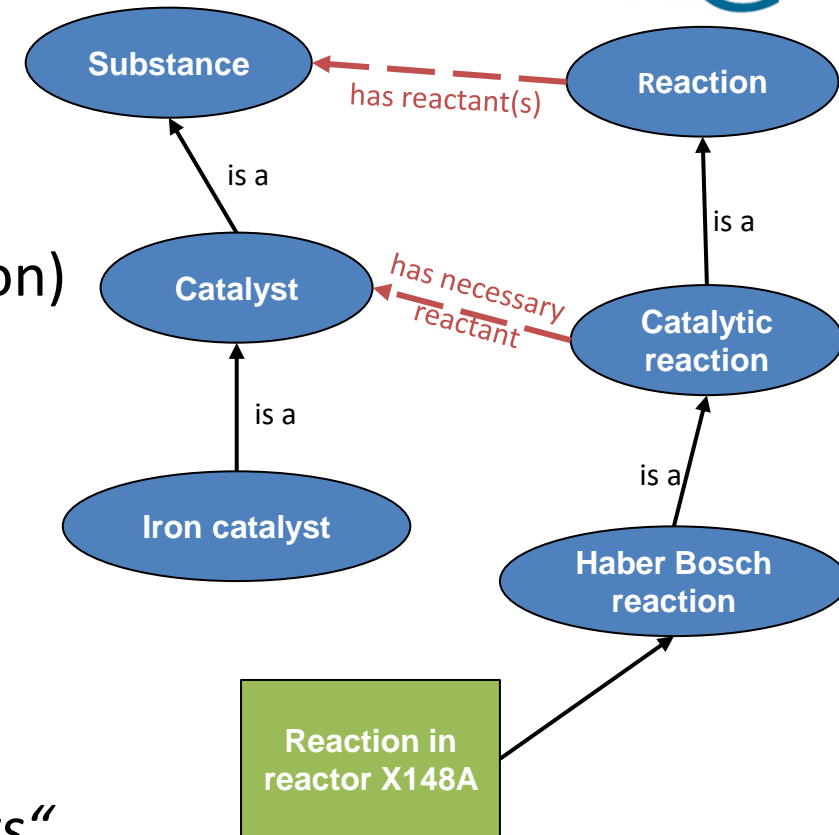 Substance
Reaction
has reactant(s)
is a
is a
on)
Catalyst
has necessary
reactant
Catalytic
reaction
is a
is a
Iron catalyst
Haber Bosch
reaction
Reaction in
reactor X148A
s“